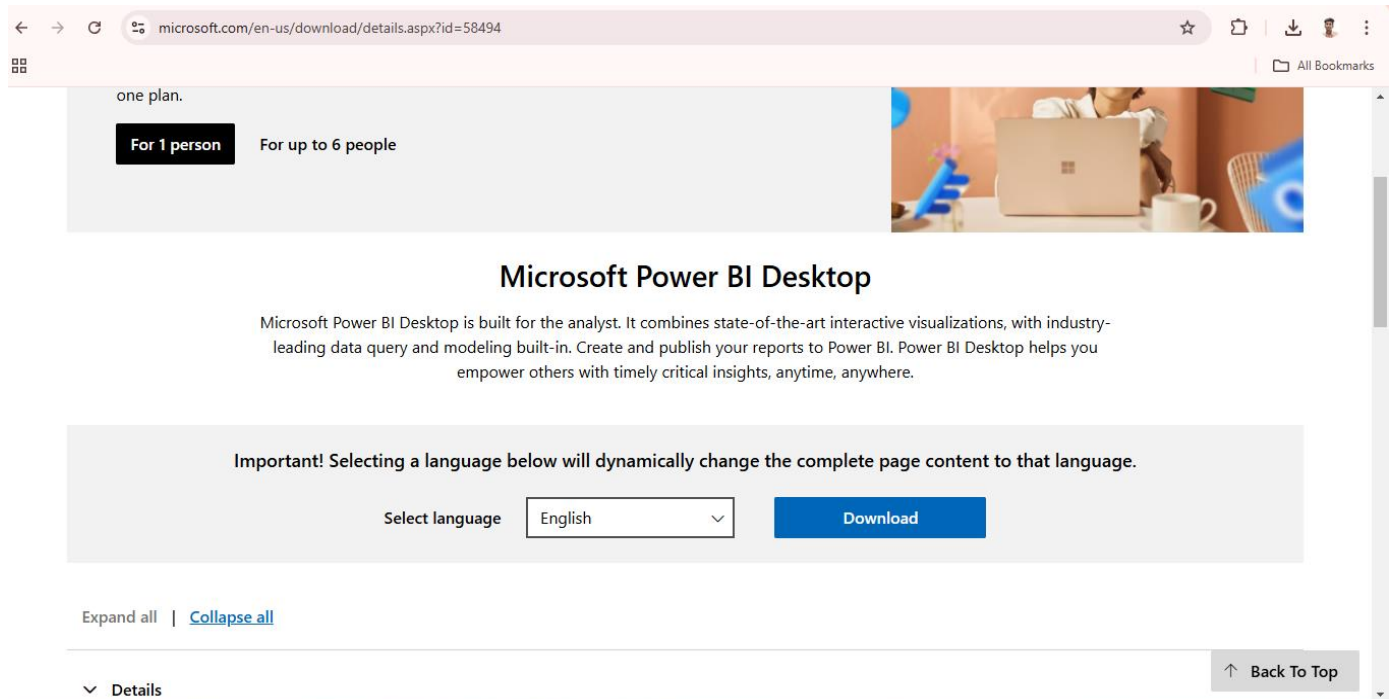 microsoft.com/en-us/download/details.aspx?id=58494
All Bookmarks
one plan.
For 1 person
For up to 6 people
Microsoft Power BI Desktop
Microsoft Power BI Desktop is built for the analyst. It combines state-of-the-art interactive visualizations, with industry-
leading data query and modeling built-in. Create and publish your reports to Power BI. Power BI Desktop helps you
empower others with timely critical insights, anytime, anywhere.
Important! Selecting a language below will dynamically change the complete page content to that language.
Select language
English
Download
Expand all | Collapse all
Back To Top
Details